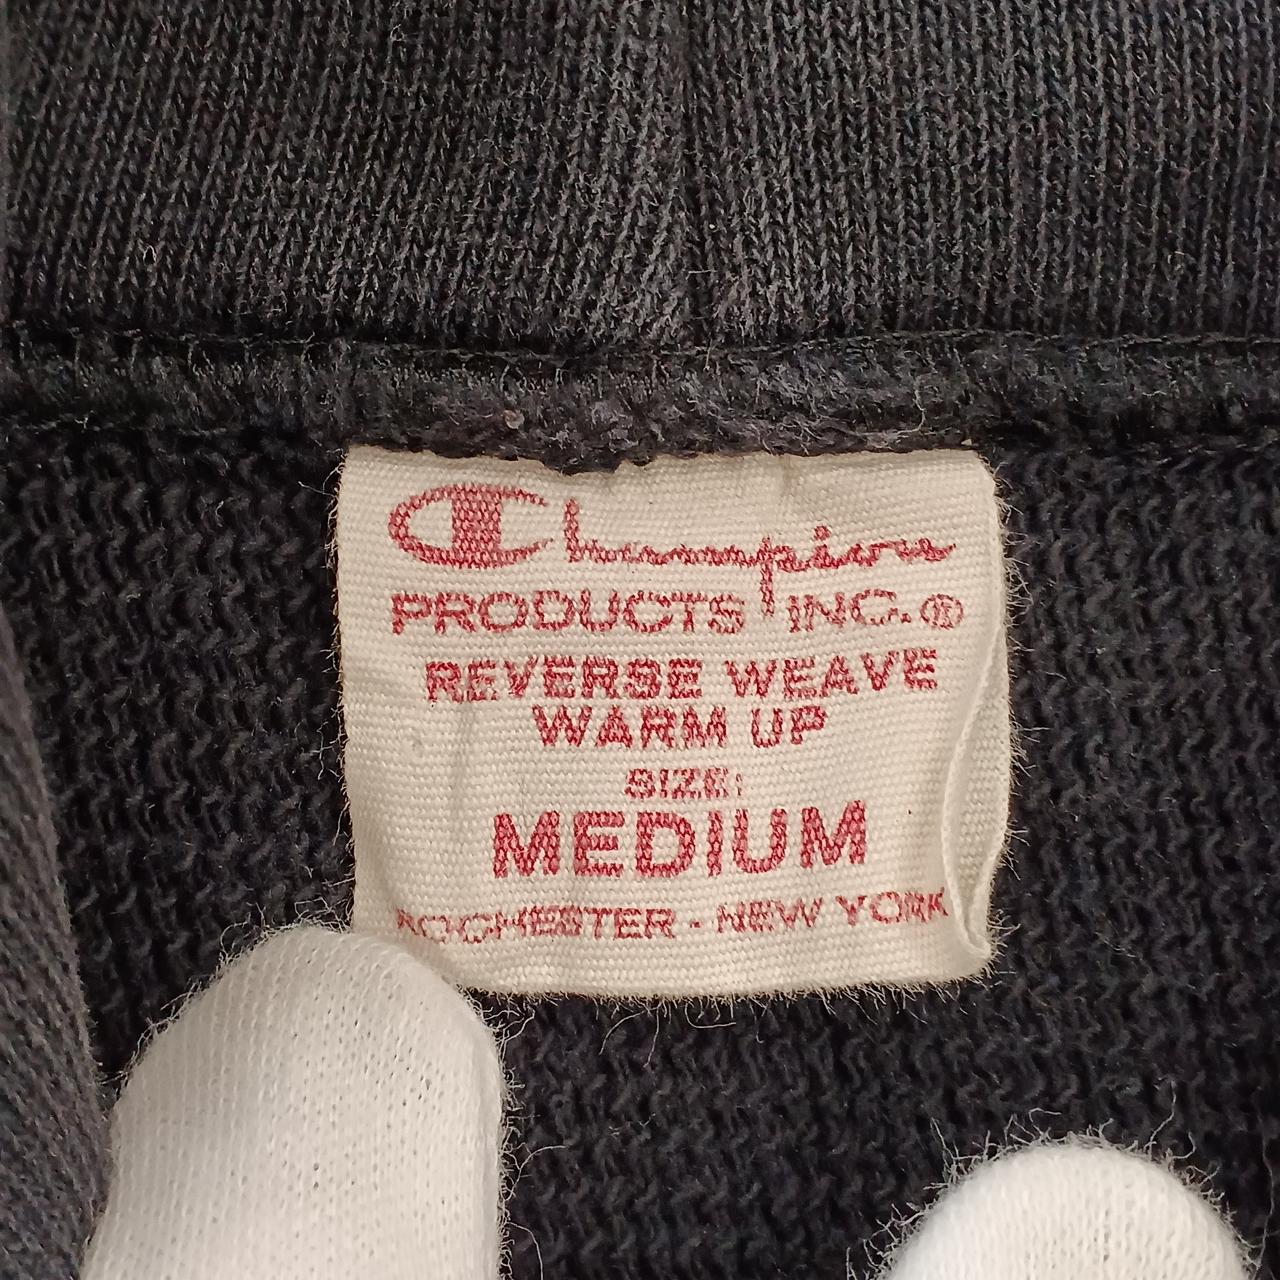 Champion
PRODUCTS INC.®
REVERSE WEAVE
WARM UP
SIZE:
MEDIUM
ROCHESTER - NEW YORK